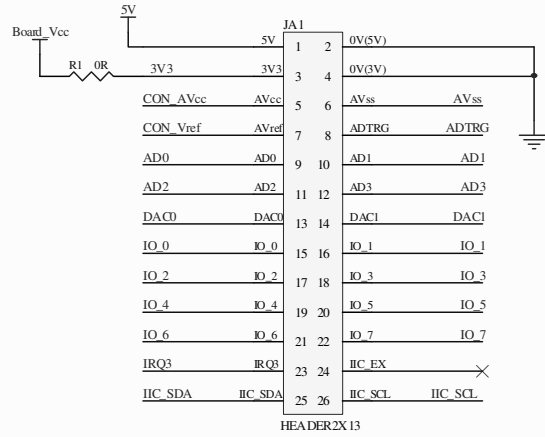 5V
JA1
Board_Vcc
5V 1 2 0V(5V)
R1 0R 3V3 3V3 3 4 0V(3V)
CON_AVcc AVcc 5 6 AVss AVss
CON_Vref AVref 7 8 ADTRG ADTRG
AD0 AD0 9 10 AD1 AD1
AD2 AD2 11 12 AD3 AD3
DAC0 DAC0 13 14 DAC1 DAC1
IO_0 IO_0 15 16 IO_1 IO_1
IO_2 IO_2 17 18 IO_3 IO_3
IO_4 IO_4 19 20 IO_5 IO_5
IO_6 IO_6 21 22 IO_7 IO_7
IRQ3 IRQ3 23 24 IIC_EX
IIC_SDA IIC_SDA 25 26 IIC_SCL IIC_SCL
HEADER2X13